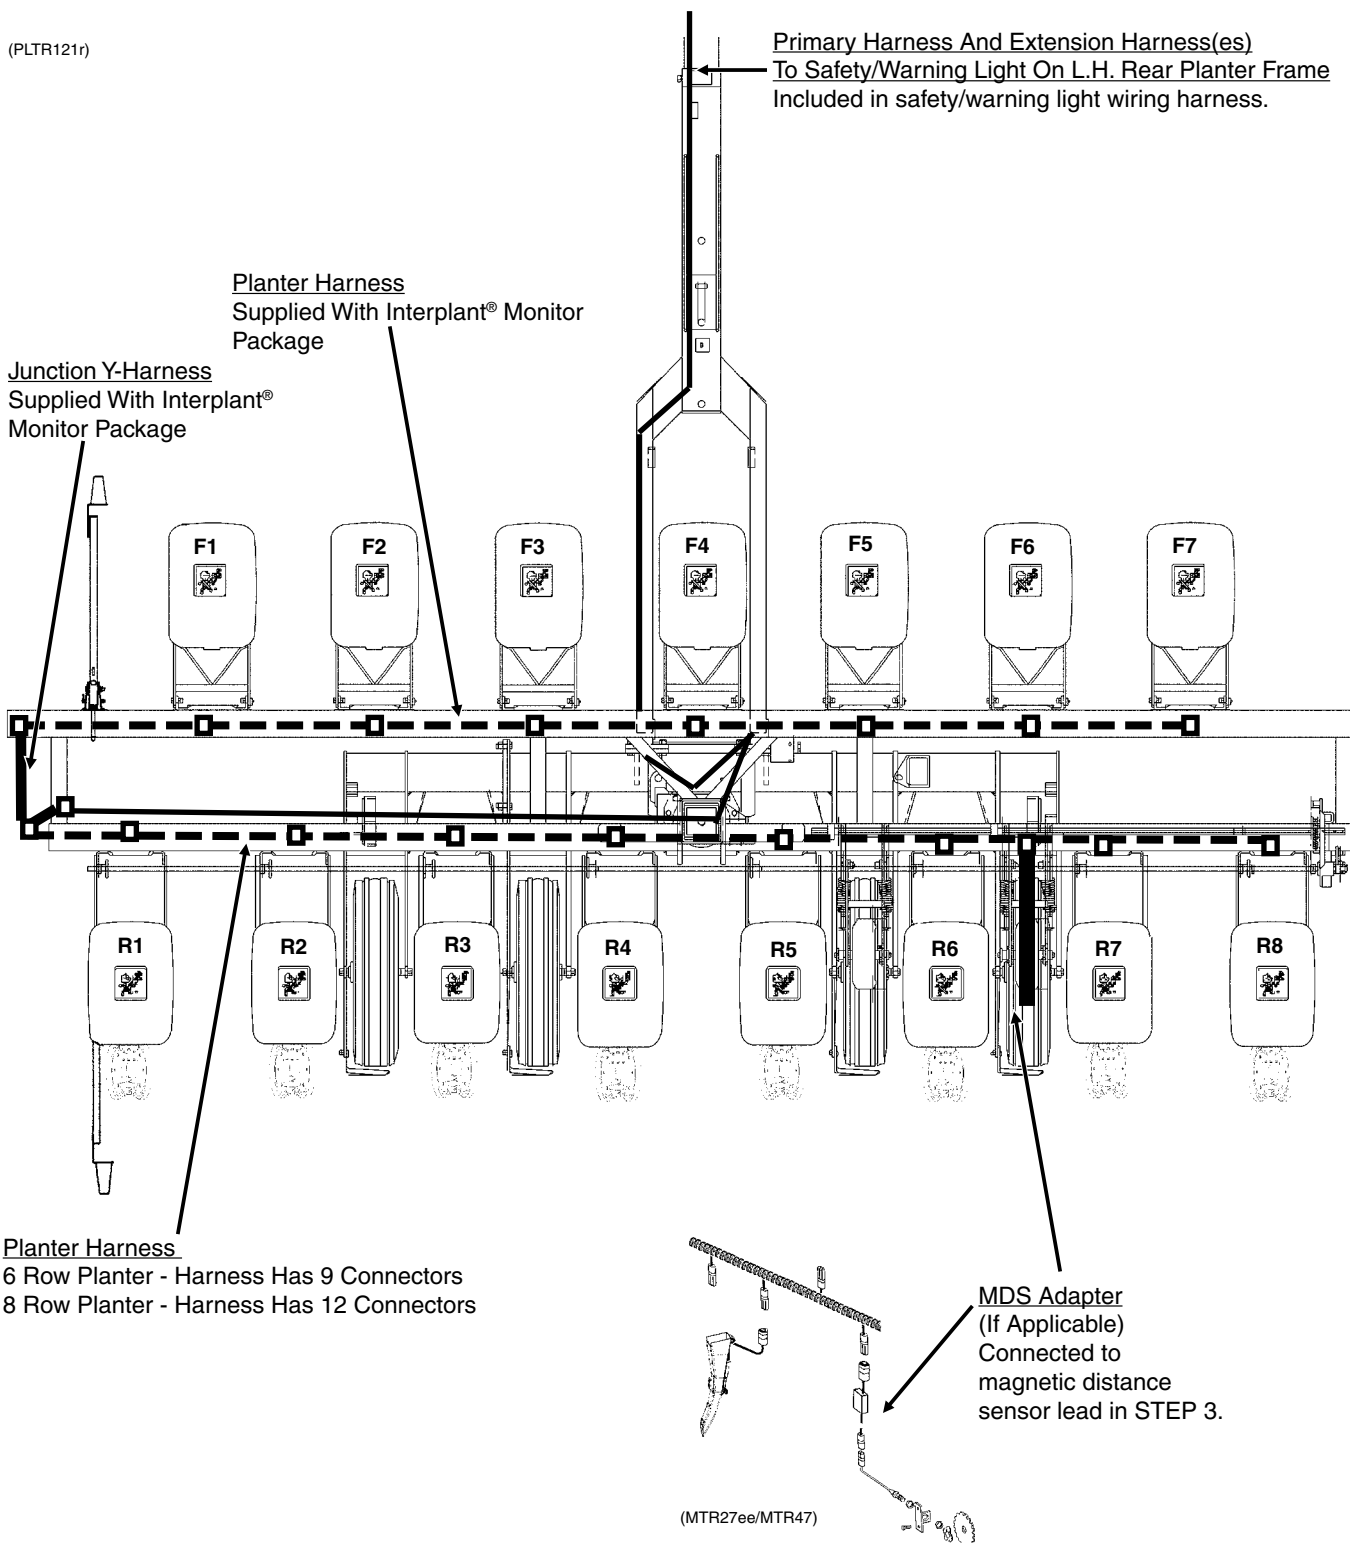 (PLTR121r)
Primary Harness And Extension Harness(es)
To Safety/Warning Light On L.H. Rear Planter Frame
Included in safety/warning light wiring harness.
Planter Harness
Supplied With Interplant® Monitor
Package
Junction Y-Harness
Supplied With Interplant®
Monitor Package
F1 F2 F3 F4 F5 F6 F7
R1 R2 R3 R4 R5 R6 R7 R8
Planter Harness
6 Row Planter - Harness Has 9 Connectors
8 Row Planter - Harness Has 12 Connectors
MDS Adapter
(If Applicable)
Connected to
magnetic distance
sensor lead in STEP 3.
(MTR27ee/MTR47)